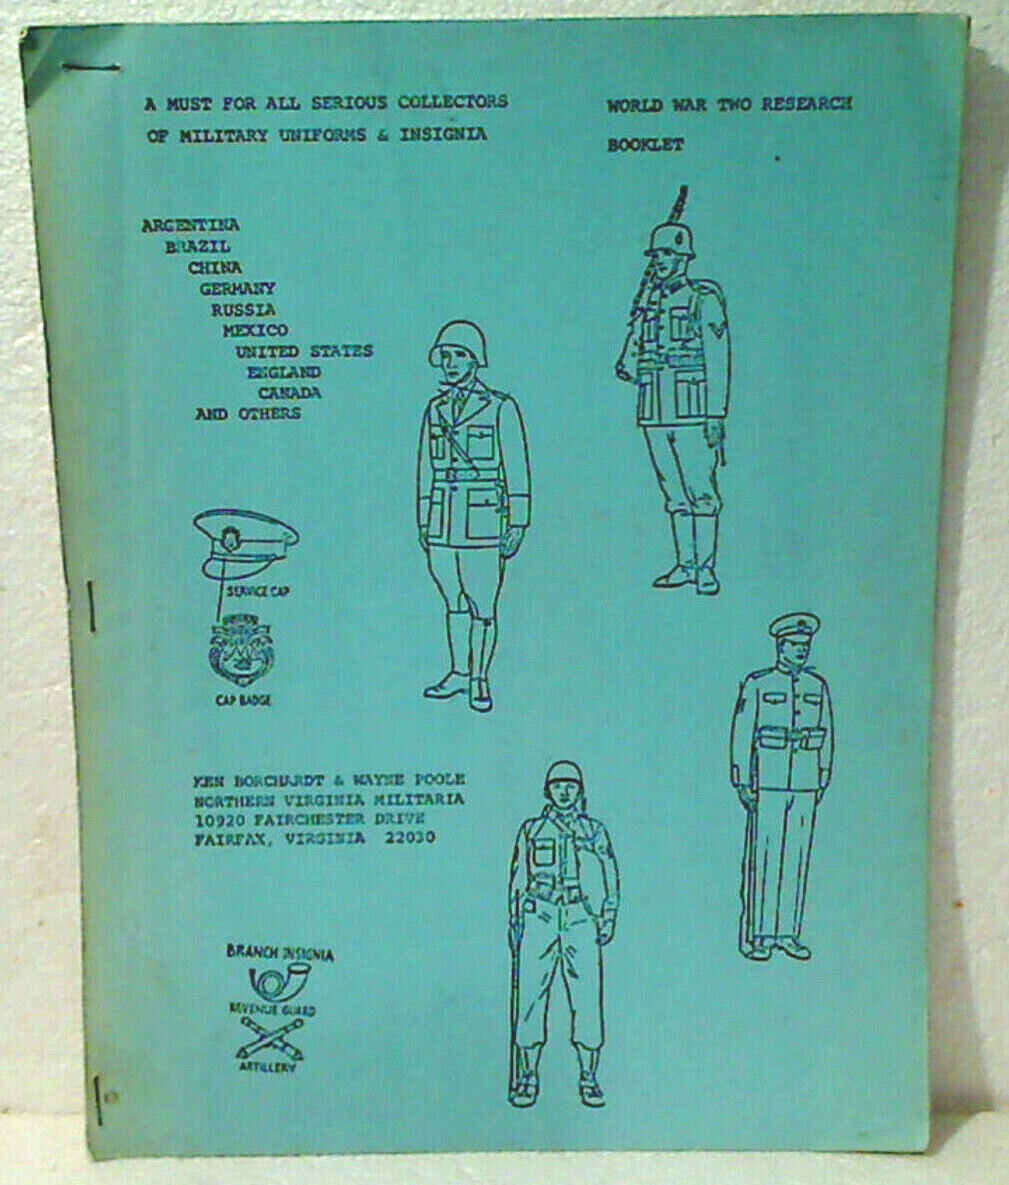 A MUST FOR ALL SERIOUS COLLECTORS
OF MILITARY UNIFORMS & INSIGNIA
WORLD WAR TWO RESEARCH
BOOKLET
ARGENTINA
BRAZIL
CHINA
GERMANY
RUSSIA
MEXICO
UNITED STATES
ENGLAND
CANADA
AND OTHERS
SERVICE CAP
CAP BADGE
KEN BORCHARDT & WAYNE POOLE
NORTHERN VIRGINIA MILITARIA
10920 FAIRCHESTER DRIVE
FAIRFAX, VIRGINIA 22030
BRANCH INSIGNIA
REVENUE GUARD
ARTILLERY